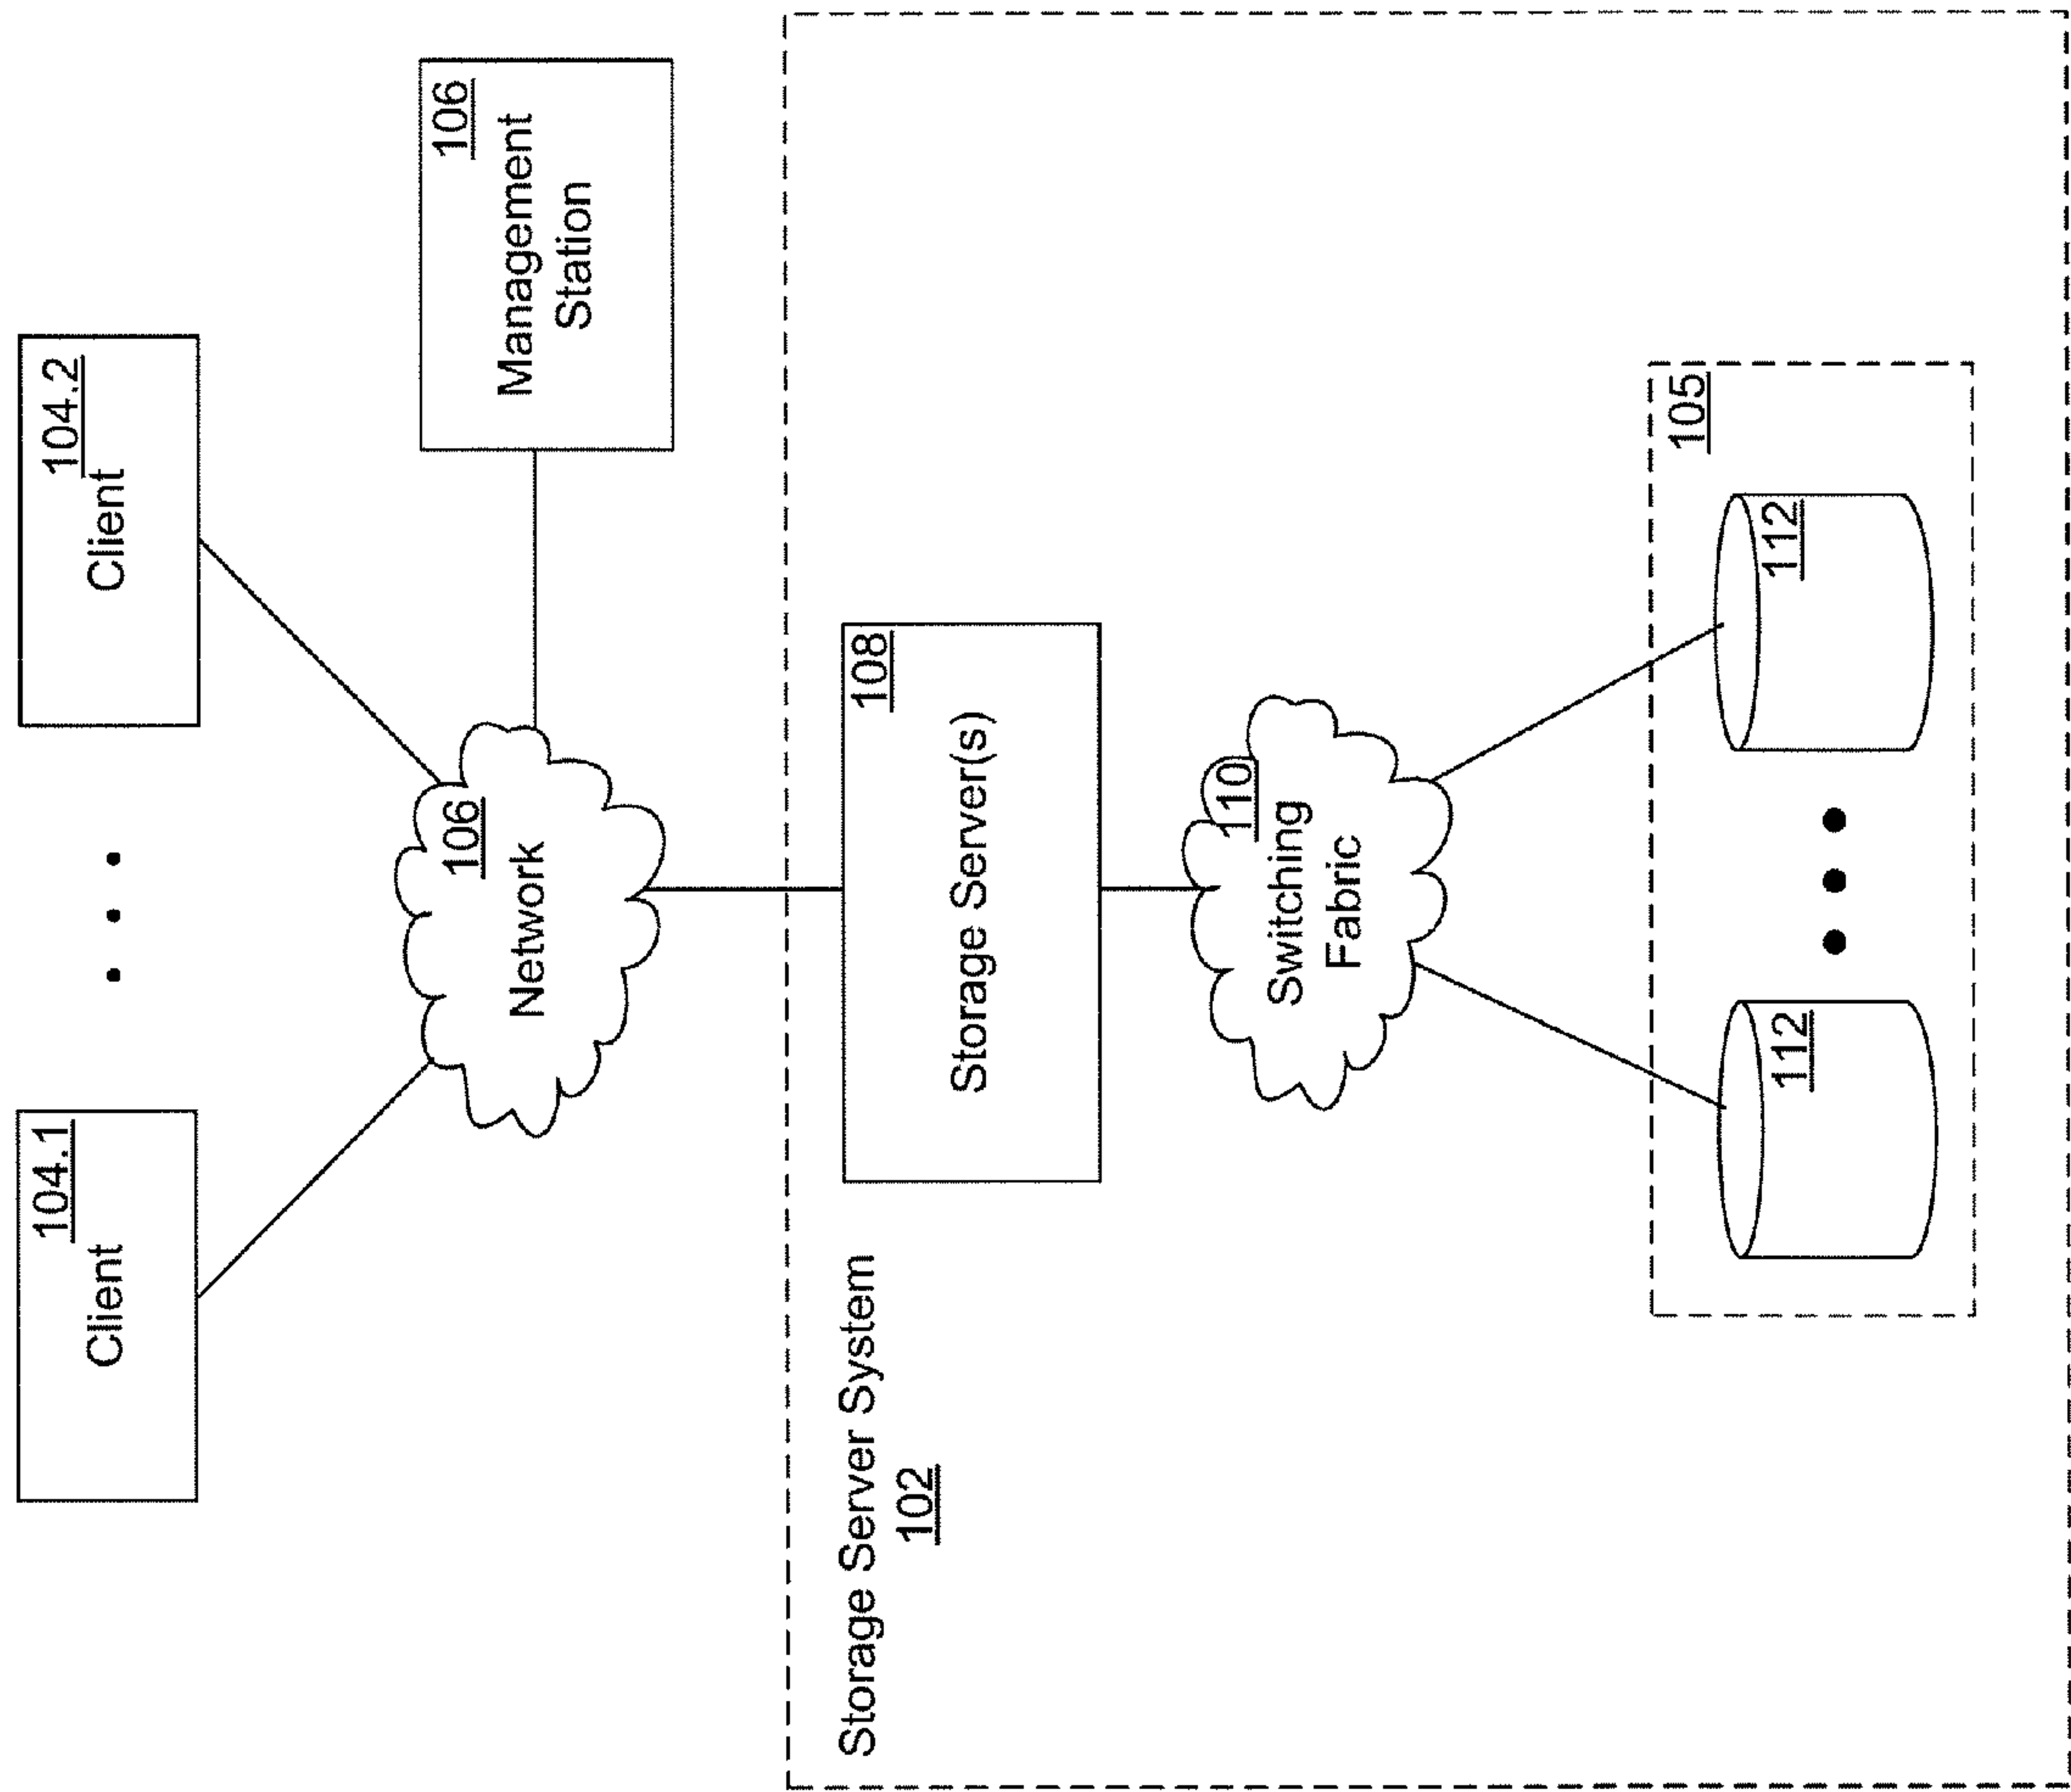 104.1
Client
104.2
Client
106
Network
106
Management
Station
Storage Server System
102
108
Storage Server(s)
110
Switching
Fabric
105
112
112